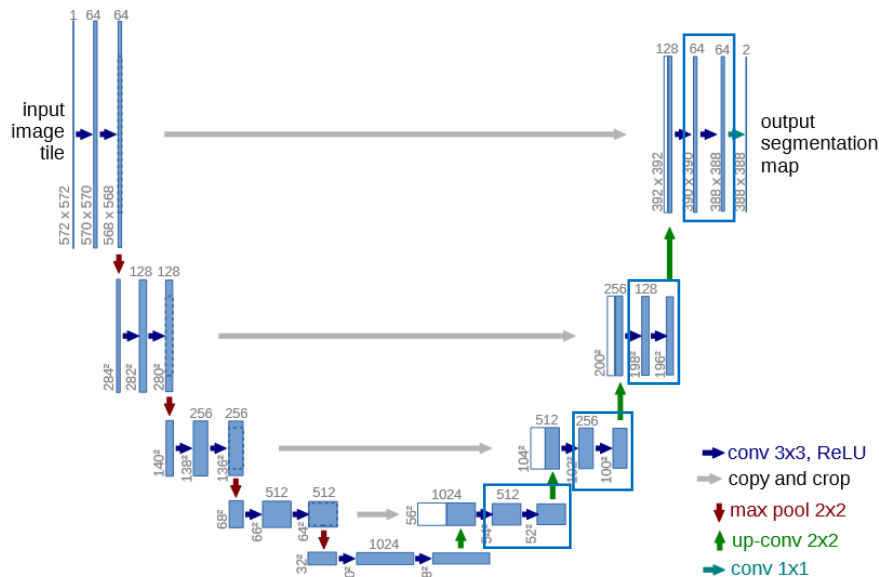 1 64 64
input
image
tile
572 x 572
570 x 570
568 x 568
128 64 64 2
392 x 392
390 x 390
388 x 388
388 x 388
output
segmentation
map
128 128
284²
282²
280²
256 128
200²
198²
196²
256 256
140²
138²
136²
512 256
104²
102²
100²
512 512
68²
66²
64²
1024 512
56²
54²
52²
1024
32²
conv 3x3, ReLU
copy and crop
max pool 2x2
up-conv 2x2
conv 1x1